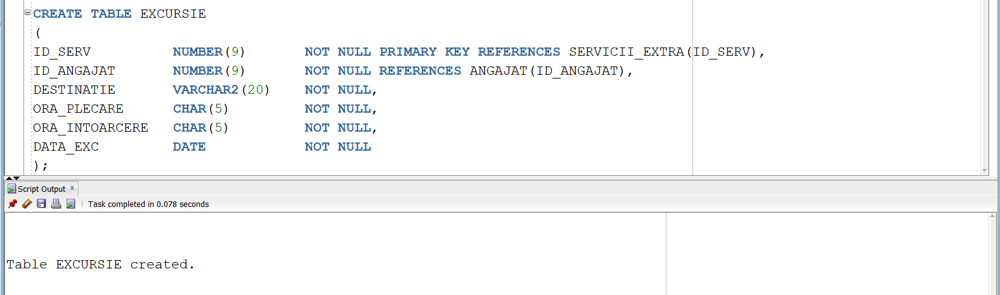 CREATE TABLE EXCURSIE
(
ID_SERV NUMBER(9) NOT NULL PRIMARY KEY REFERENCES SERVICII_EXTRA(ID_SERV),
ID_ANGAJAT NUMBER(9) NOT NULL REFERENCES ANGAJAT(ID_ANGAJAT),
DESTINATIE VARCHAR2(20) NOT NULL,
ORA_PLECARE CHAR(5) NOT NULL,
ORA_INTOARCERE CHAR(5) NOT NULL,
DATA_EXC DATE NOT NULL
);
Script Output x
Task completed in 0.078 seconds
Table EXCURSIE created.